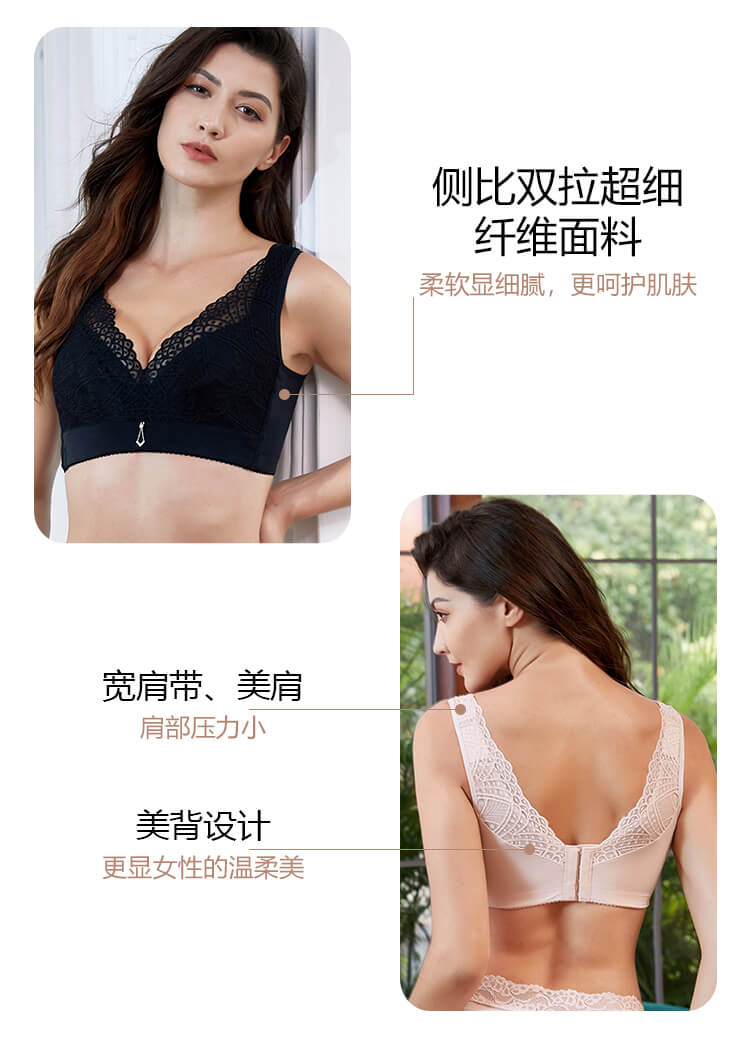 侧比双拉超细
纤维面料
柔软显细腻，更呵护肌肤
宽肩带、美肩
肩部压力小
美背设计
更显女性的温柔美